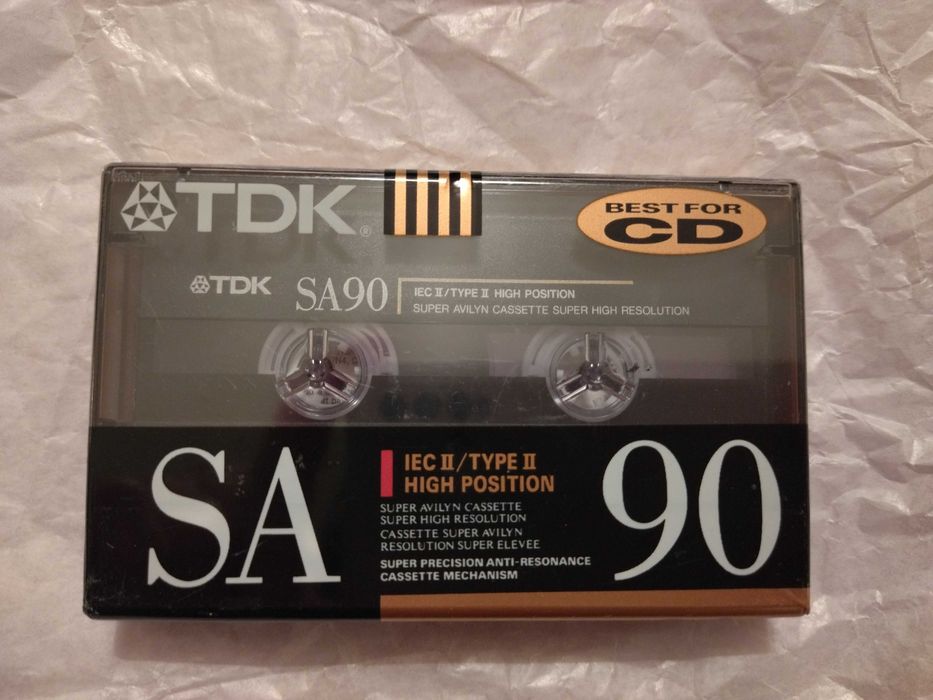 TDK®
BEST FOR
CD
TDK SA90 IEC II/TYPE II HIGH POSITION
SUPER AVILYN CASSETTE SUPER HIGH RESOLUTION
SA
IEC II/TYPE II
HIGH POSITION
SUPER AVILYN CASSETTE
SUPER HIGH RESOLUTION
CASSETTE SUPER AVILYN
RESOLUTION SUPER ELEVEE
SUPER PRECISION ANTI-RESONANCE
CASSETTE MECHANISM
90